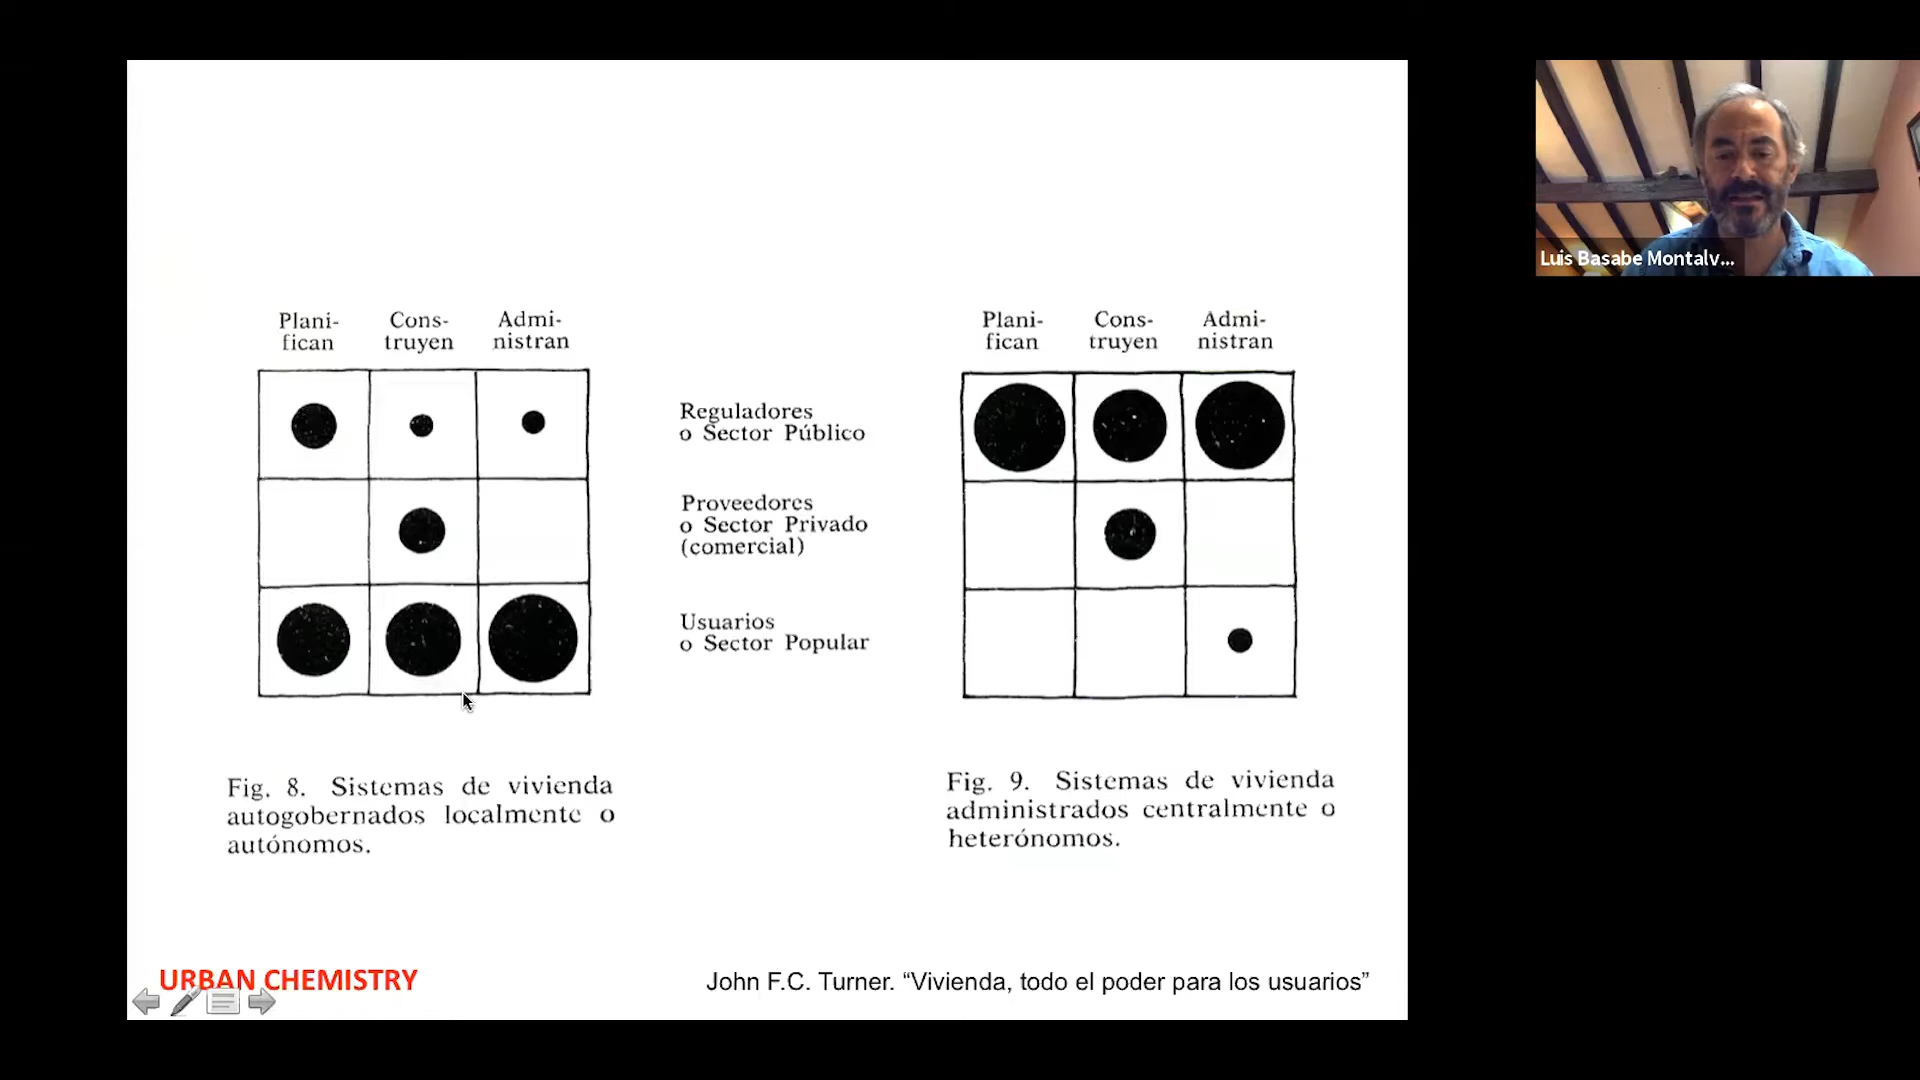 Plani-
fican
Cons-
truyen
Admi-
nistran
Plani-
fican
Cons-
truyen
Admi-
nistran
Reguladores
o Sector Público
Proveedores
o Sector Privado
(comercial)
Usuarios
o Sector Popular
Fig. 8. Sistemas de vivienda
autogobernados localmente o
autónomos.
Fig. 9. Sistemas de vivienda
administrados centralmente o
heterónomos.
URBAN CHEMISTRY
John F.C. Turner. “Vivienda, todo el poder para los usuarios”
Luis Basabe Montalv...